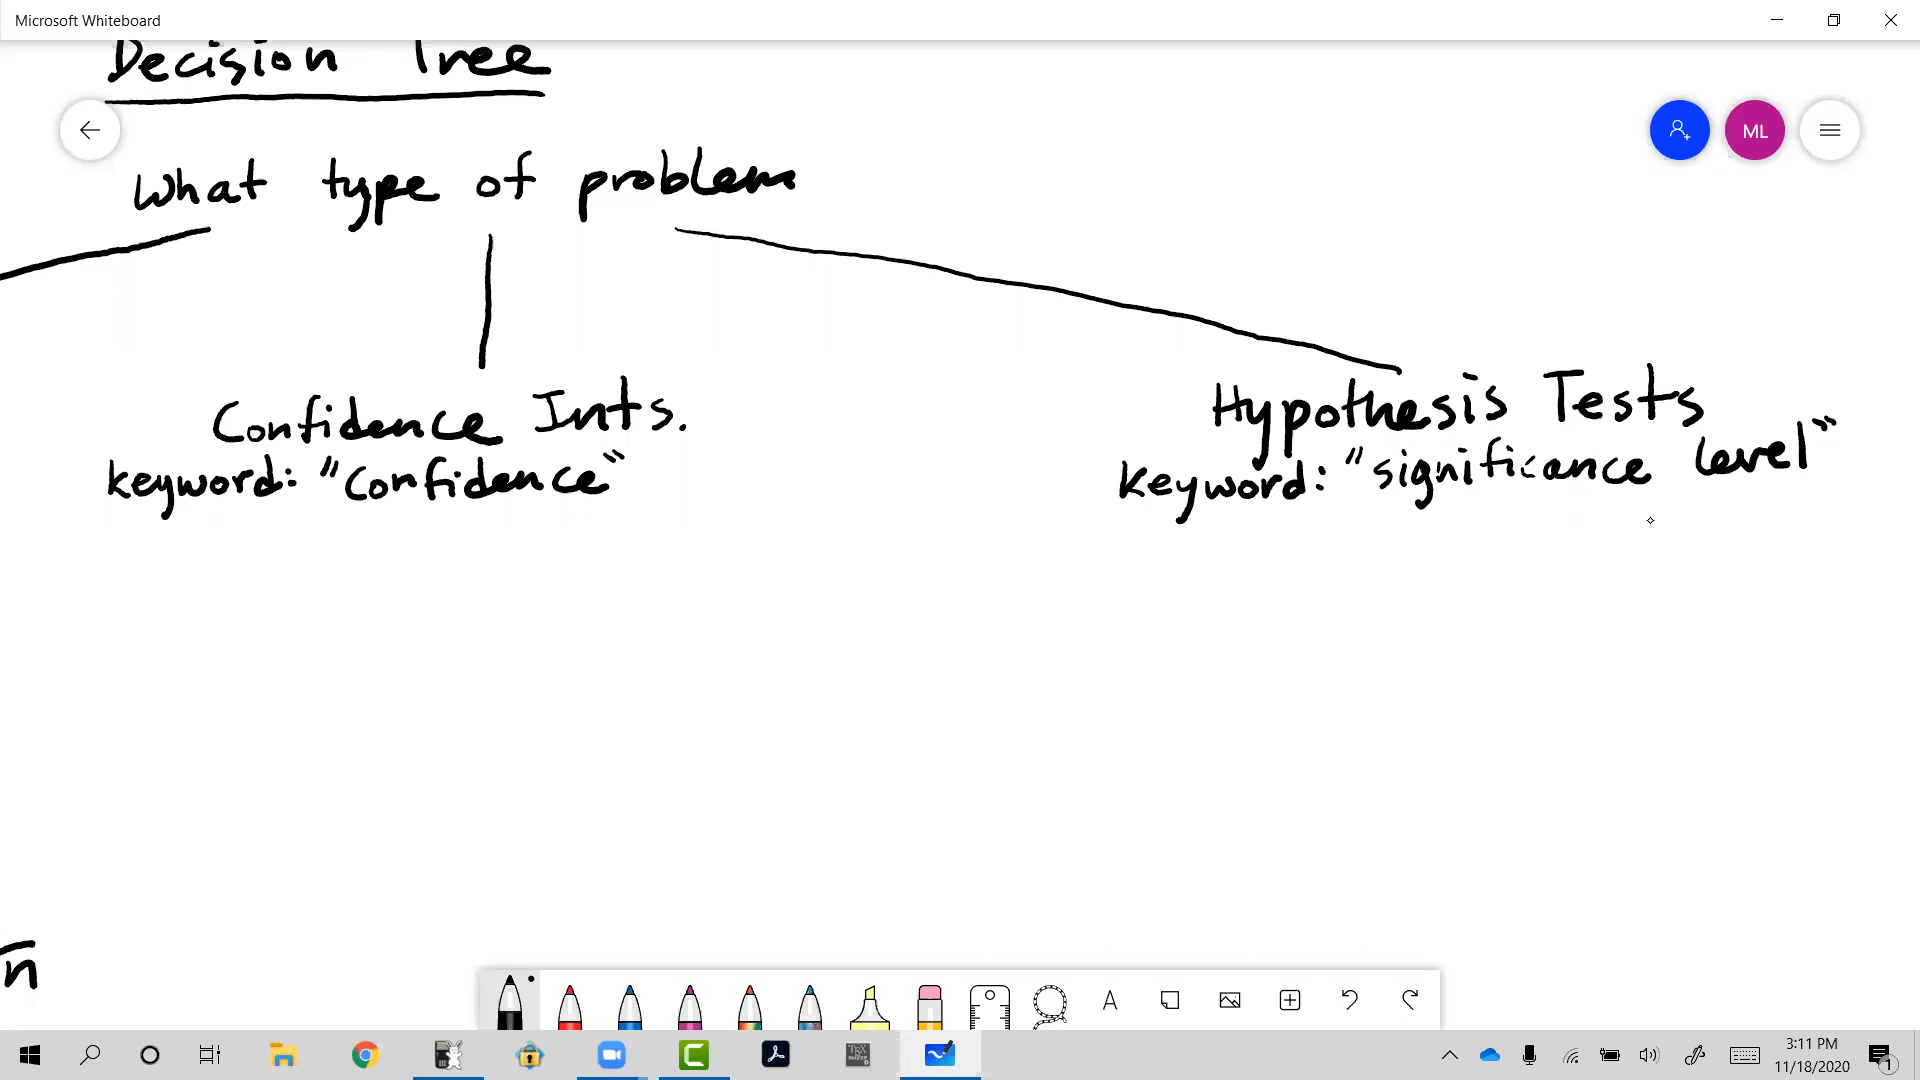 Microsoft Whiteboard
Decision Tree
What type of problem
Confidence Ints.
keyword: "Confidence"
Hypothesis Tests
Keyword: "significance level"
ML
n
A
3:11 PM
11/18/2020
1